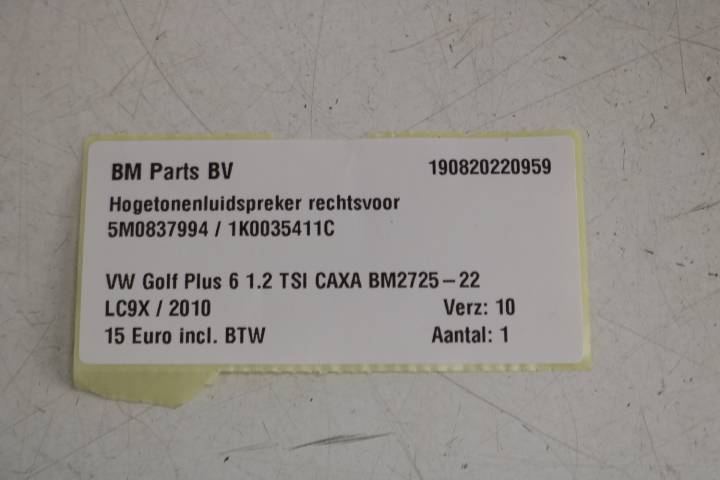 BM Parts BV 190820220959
Hogetonenluidspreker rechtsvoor
5M0837994 / 1K0035411C
VW Golf Plus 6 1.2 TSI CAXA BM2725-22
LC9X / 2010 Verz: 10
15 Euro incl. BTW Aantal: 1